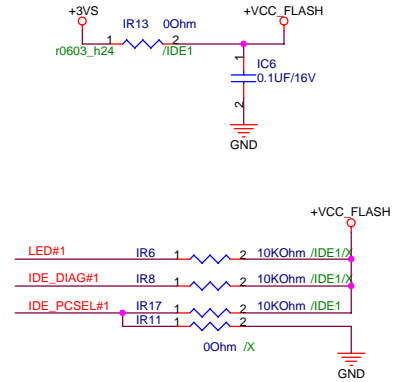 +3VS IR13 0Ohm +VCC_FLASH
r0603_h24 1 2 /IDE1
1 IC6
0.1UF/16V
2
GND
+VCC_FLASH
LED#1 IR6 1 2 10KOhm /IDE1/X
IDE_DIAG#1 IR8 1 2 10KOhm /IDE1/X
IDE_PCSEL#1 IR17 1 2 10KOhm /IDE1
IR11 1 2
0Ohm /X
GND